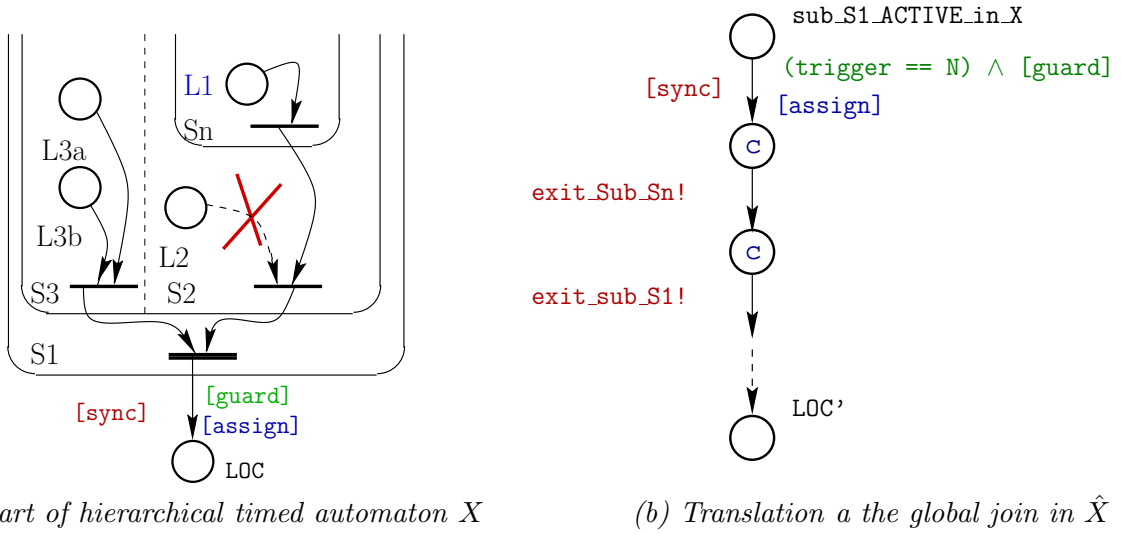 L1
Sn
L3a
L3b
L2
S3
S2
S1
[guard]
[sync]
[assign]
LOC
art of hierarchical timed automaton X
sub_S1_ACTIVE_in_X
(trigger == N) ∧ [guard]
[sync]
[assign]
C
exit_Sub_Sn!
C
exit_sub_S1!
LOC'
(b) Translation a the global join in X̂